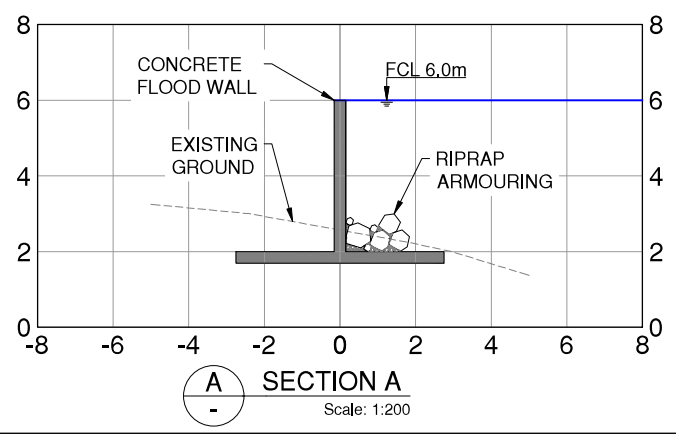 8
8
CONCRETE
FLOOD WALL
FCL 6.0m
6
6
EXISTING
GROUND
RIPRAP
ARMOURING
4
4
2
2
0
0
-8 -6 -4 -2 0 2 4 6 8
A
-
SECTION A
Scale: 1:200